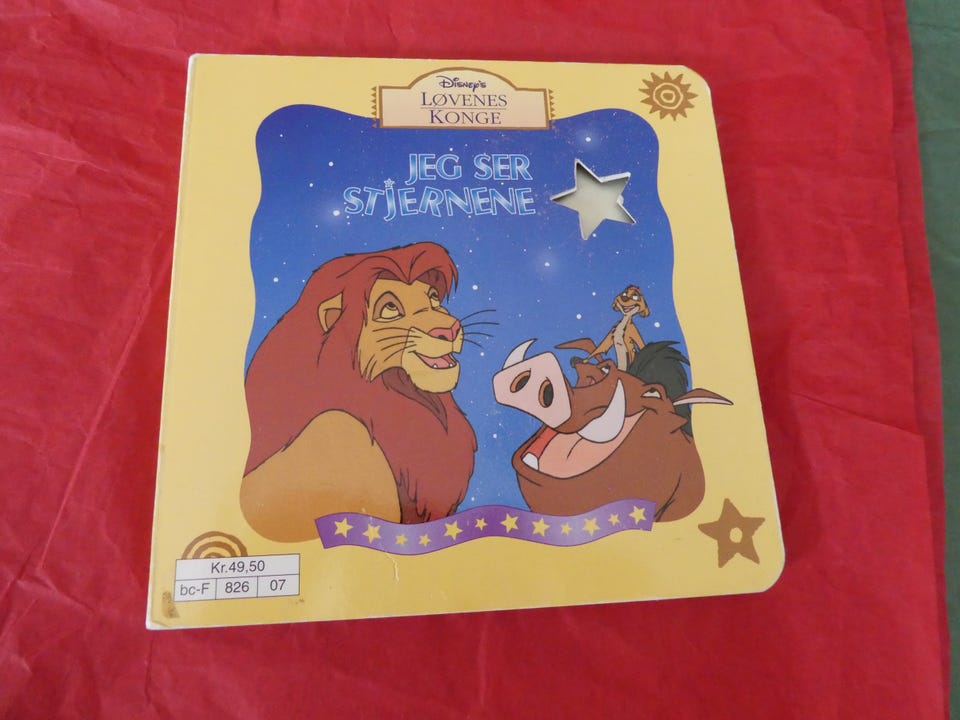 Disney's
LØVENES
KONGE
JEG SER
STJERNENE
Kr.49,50
bc-F 826 07